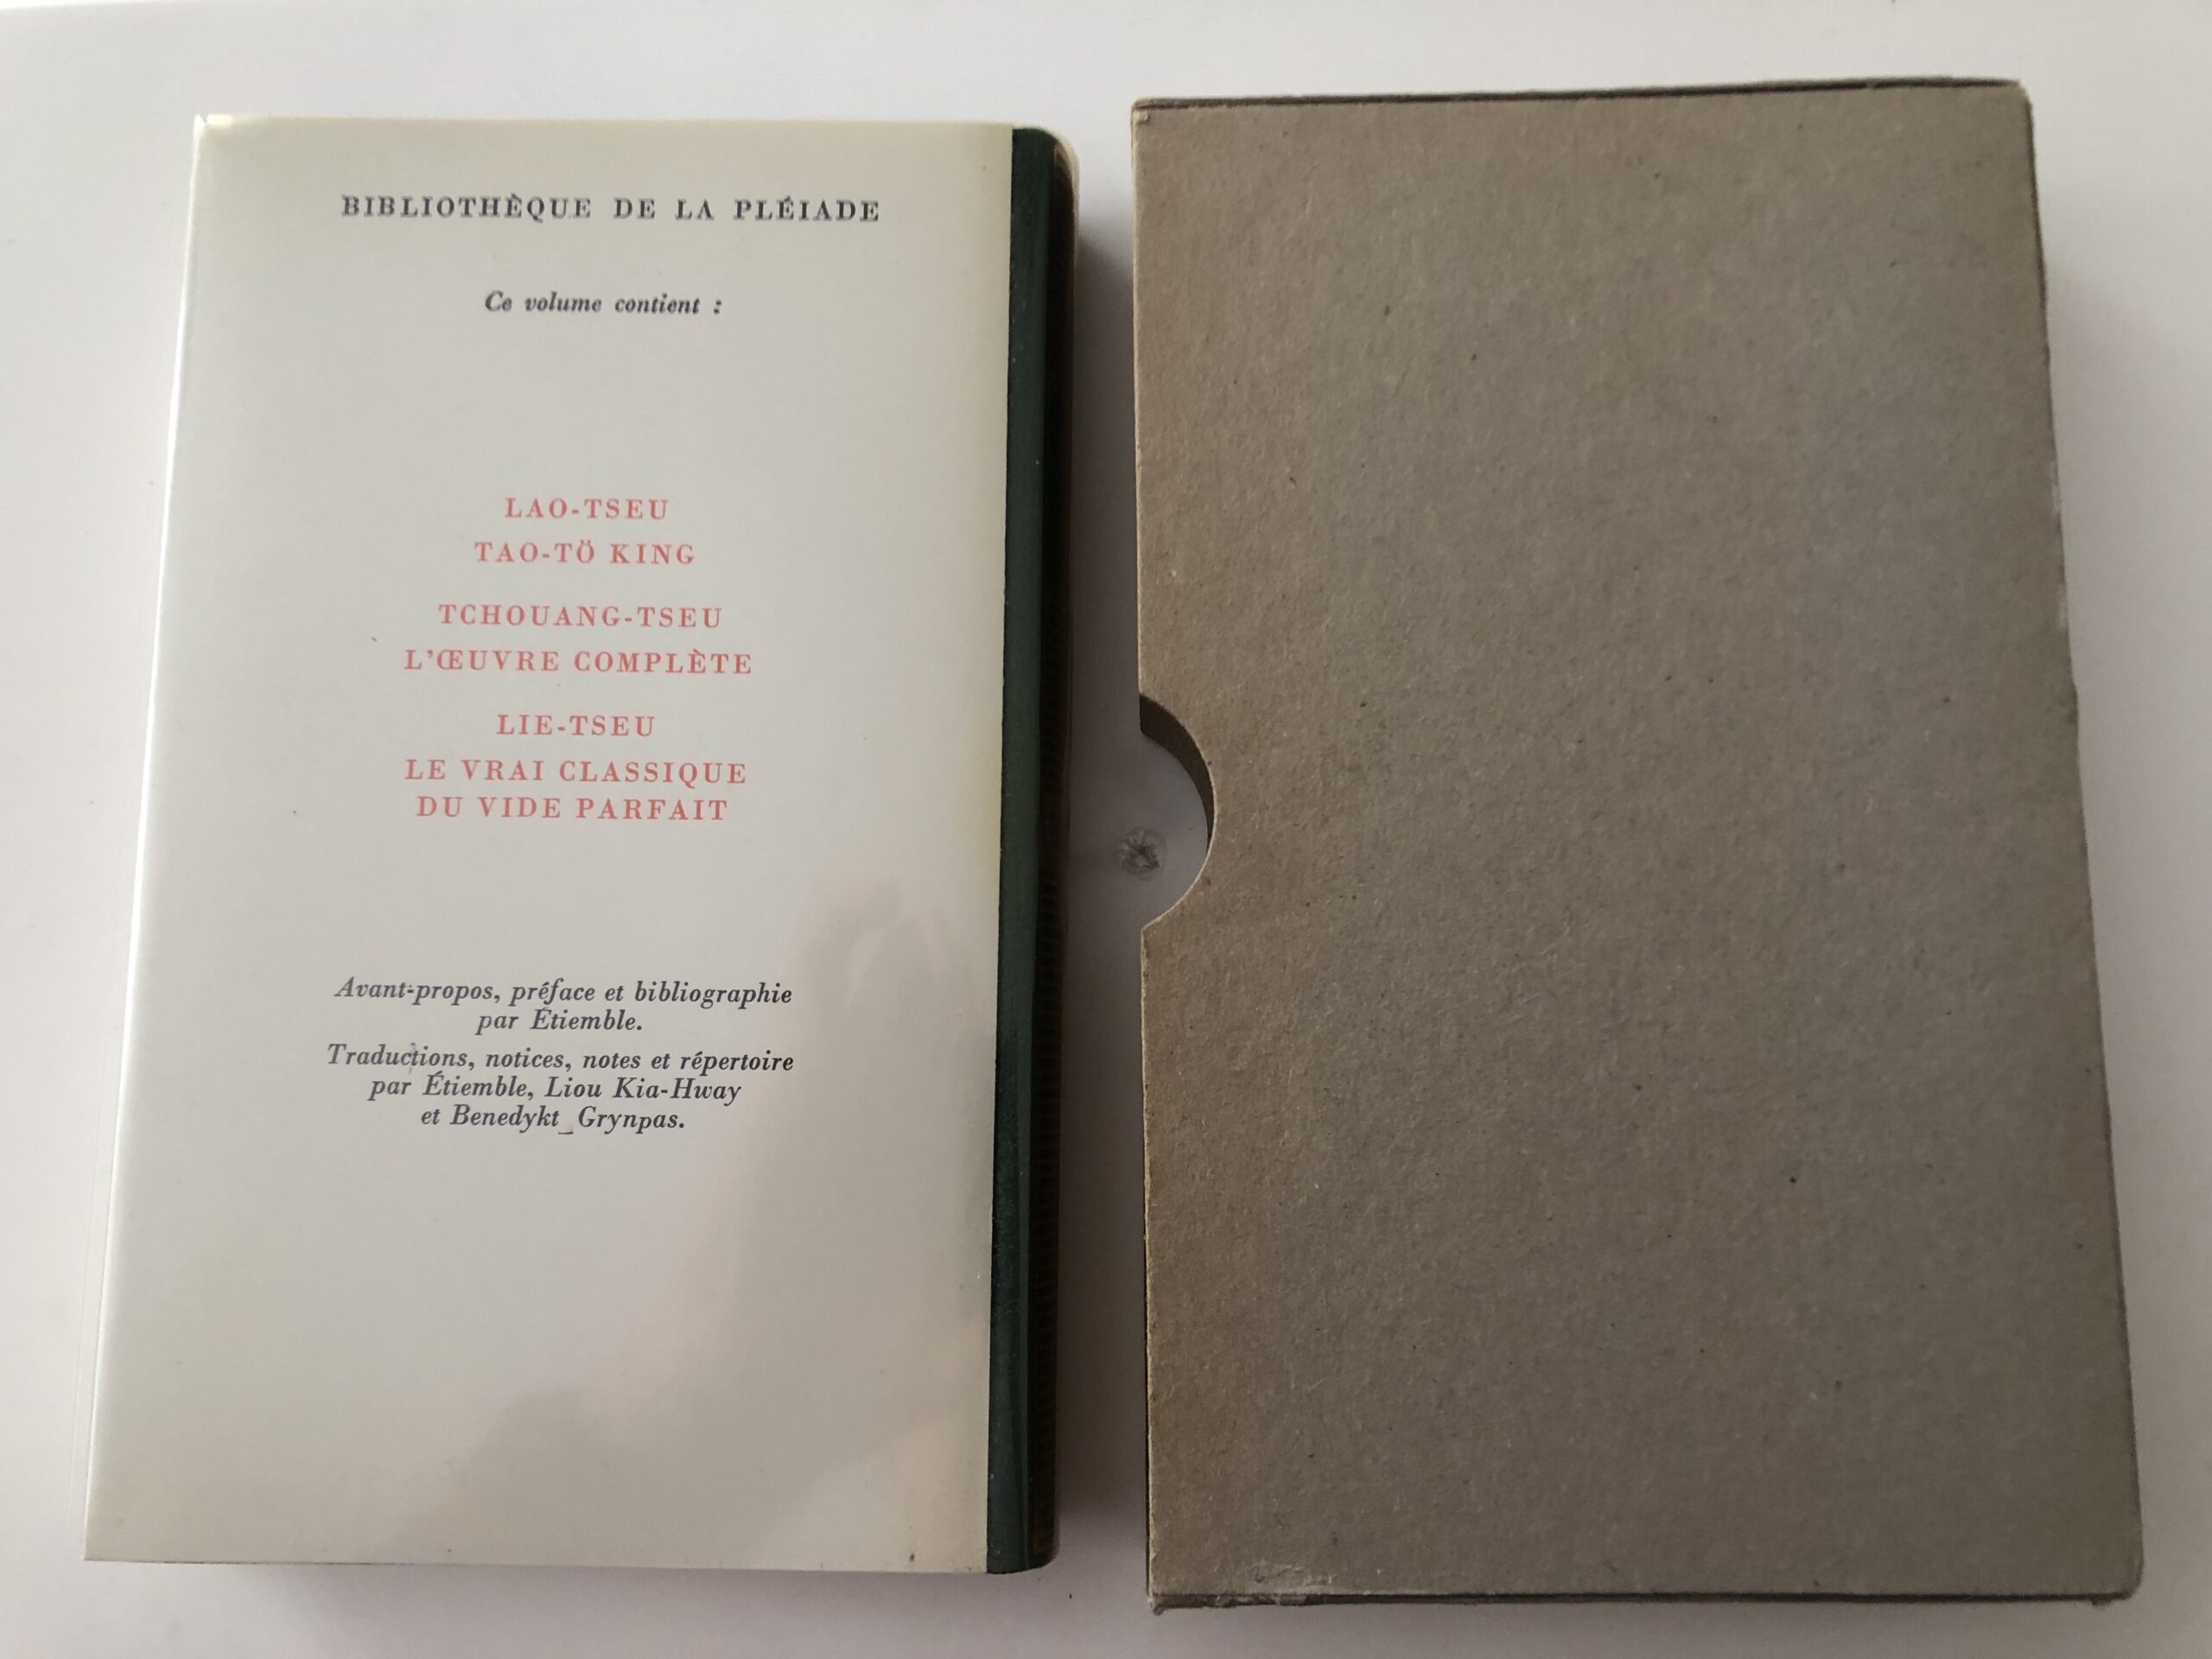 BIBLIOTHÈQUE DE LA PLÉIADE
Ce volume contient :
LAO-TSEU
TAO-TÖ KING
TCHOUANG-TSEU
L'ŒUVRE COMPLÈTE
LIE-TSEU
LE VRAI CLASSIQUE
DU VIDE PARFAIT
Avant-propos, préface et bibliographie
par Étiemble.
Traductions, notices, notes et répertoire
par Étiemble, Liou Kia-Hway
et Benedykt Grynpas.